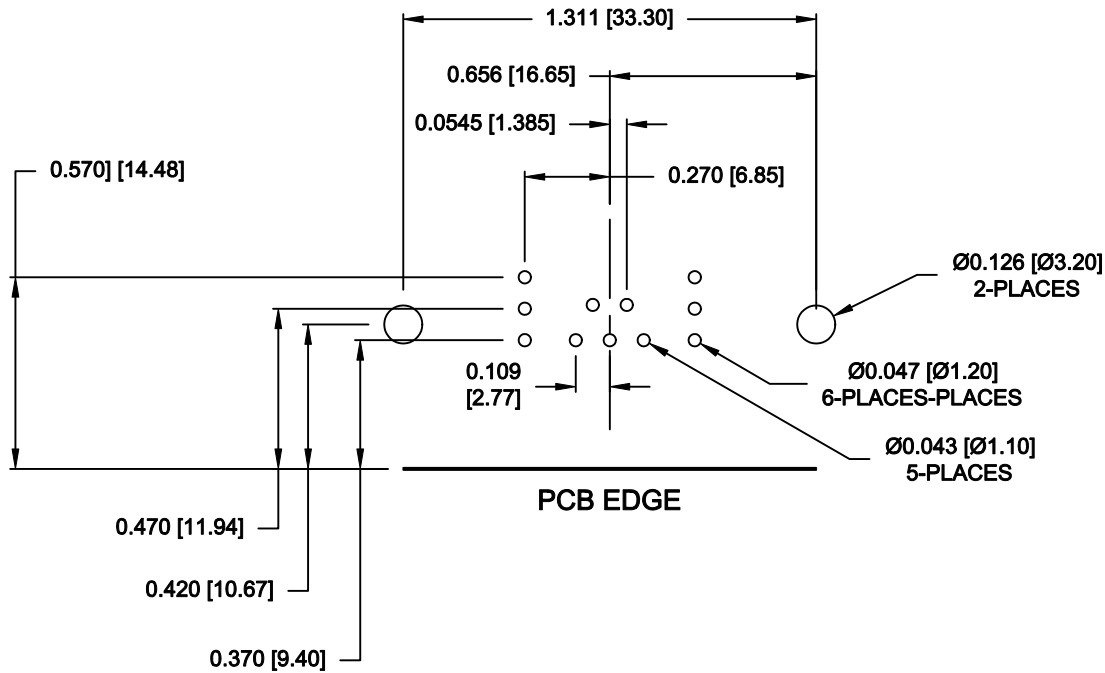 1.311 [33.30]
0.656 [16.65]
0.0545 [1.385]
0.570] [14.48]
0.270 [6.85]
Ø0.126 [Ø3.20]
2-PLACES
0.109
[2.77]
Ø0.047 [Ø1.20]
6-PLACES-PLACES
Ø0.043 [Ø1.10]
5-PLACES
PCB EDGE
0.470 [11.94]
0.420 [10.67]
0.370 [9.40]